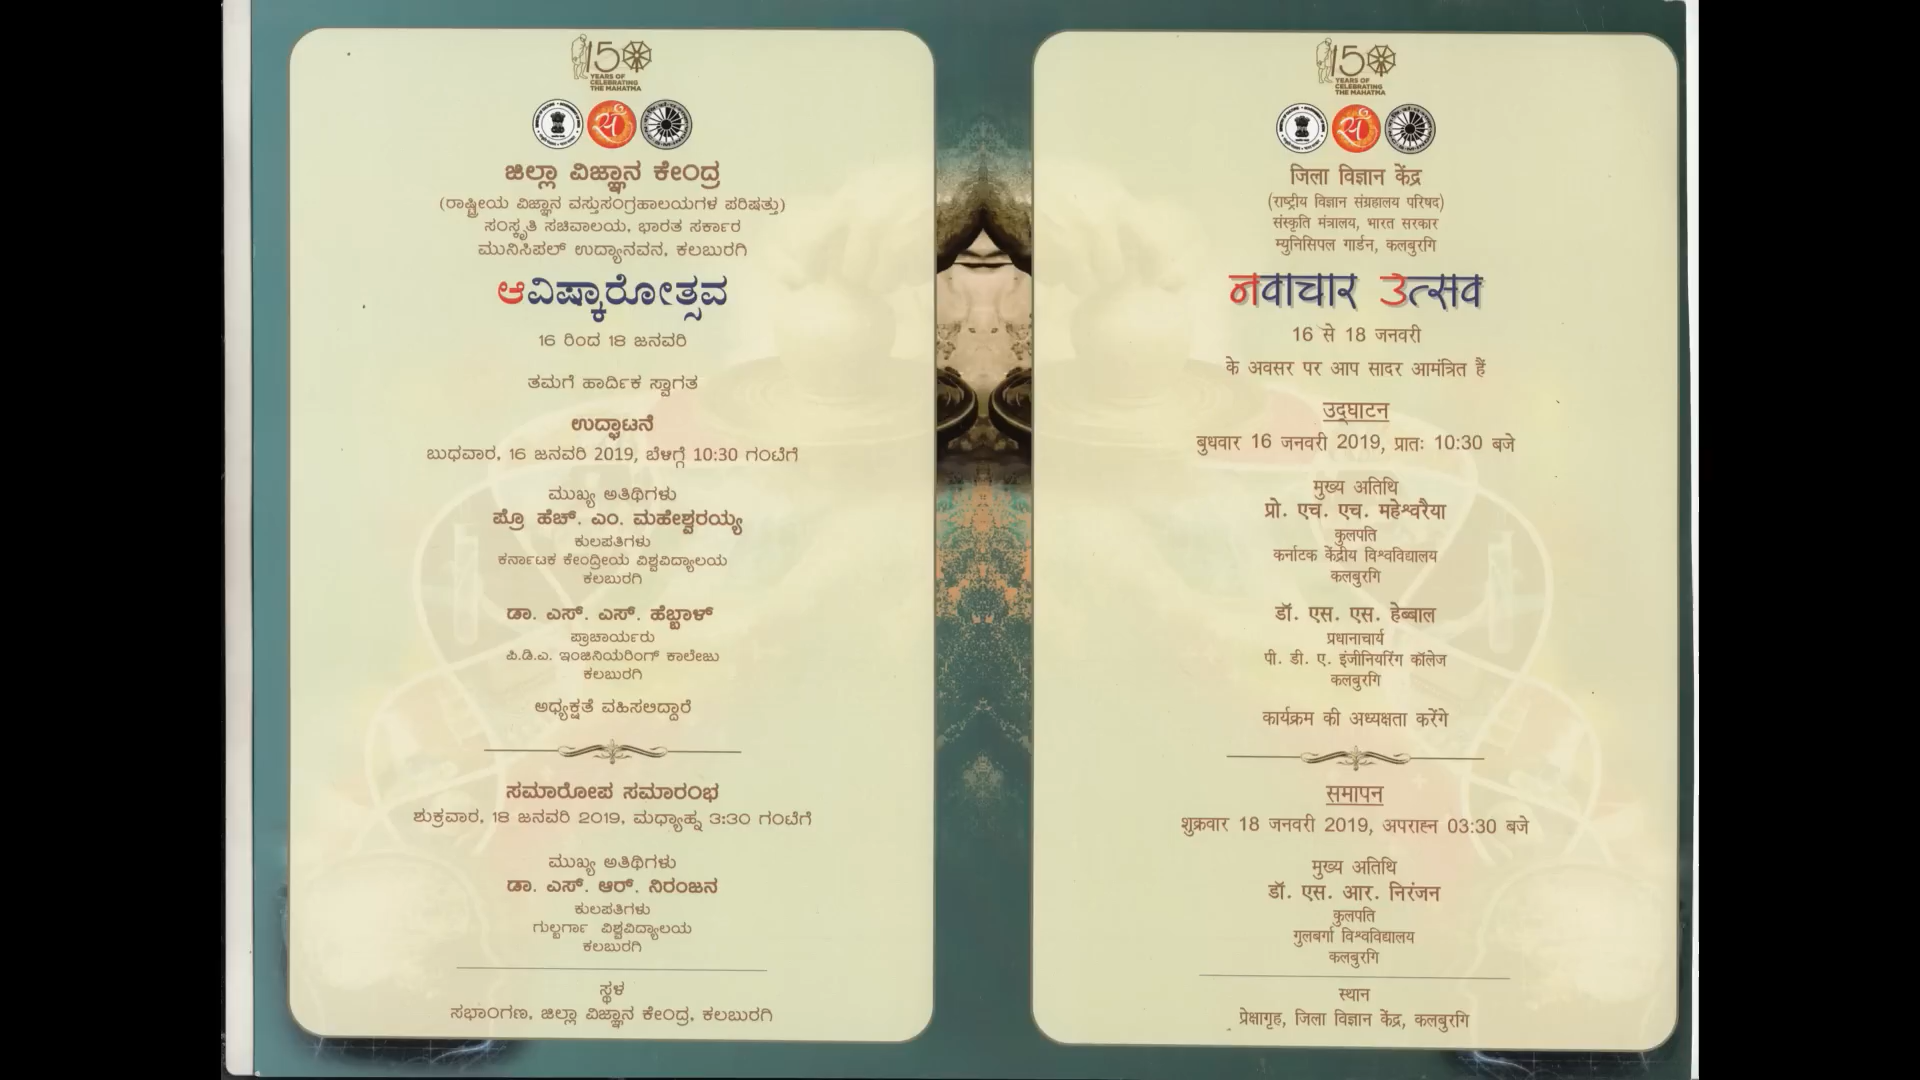 150
YEARS OF
CELEBRATING
THE MAHATMA
ಜಿಲ್ಲಾ ವಿಜ್ಞಾನ ಕೇಂದ್ರ
(ರಾಷ್ಟ್ರೀಯ ವಿಜ್ಞಾನ ವಸ್ತುಸಂಗ್ರಹಾಲಯಗಳ ಪರಿಷತ್ತು)
ಸಂಸ್ಕೃತಿ ಸಚಿವಾಲಯ, ಭಾರತ ಸರ್ಕಾರ
ಮುನಿಸಿಪಲ್ ಉದ್ಯಾನವನ, ಕಲಬುರಗಿ
ಆವಿಷ್ಕಾರೋತ್ಸವ
16 ರಿಂದ 18 ಜನವರಿ
ತಮಗೆ ಹಾರ್ದಿಕ ಸ್ವಾಗತ
ಉದ್ಘಾಟನೆ
ಬುಧವಾರ, 16 ಜನವರಿ 2019, ಬೆಳಗ್ಗೆ 10:30 ಗಂಟೆಗೆ
ಮುಖ್ಯ ಅತಿಥಿಗಳು
ಪ್ರೊ ಹೆಚ್. ಎಂ. ಮಹೇಶ್ವರಯ್ಯ
ಕುಲಪತಿಗಳು
ಕರ್ನಾಟಕ ಕೇಂದ್ರೀಯ ವಿಶ್ವವಿದ್ಯಾಲಯ
ಕಲಬುರಗಿ
ಡಾ. ಎಸ್. ಎಸ್. ಹೆಬ್ಬಾಳ್
ಪ್ರಾಚಾರ್ಯರು
ಪಿ.ಡಿ.ಎ. ಇಂಜಿನಿಯರಿಂಗ್ ಕಾಲೇಜು
ಕಲಬುರಗಿ
ಅಧ್ಯಕ್ಷತೆ ವಹಿಸಲಿದ್ದಾರೆ
ಸಮಾರೋಪ ಸಮಾರಂಭ
ಶುಕ್ರವಾರ, 18 ಜನವರಿ 2019, ಮಧ್ಯಾಹ್ನ 3:30 ಗಂಟೆಗೆ
ಮುಖ್ಯ ಅತಿಥಿಗಳು
ಡಾ. ಎಸ್. ಆರ್. ನಿರಂಜನ
ಕುಲಪತಿಗಳು
ಗುಲ್ಬರ್ಗಾ ವಿಶ್ವವಿದ್ಯಾಲಯ
ಕಲಬುರಗಿ
ಸ್ಥಳ
ಸಭಾಂಗಣ, ಜಿಲ್ಲಾ ವಿಜ್ಞಾನ ಕೇಂದ್ರ, ಕಲಬುರಗಿ
150
YEARS OF
CELEBRATING
THE MAHATMA
जिला विज्ञान केंद्र
(राष्ट्रीय विज्ञान संग्रहालय परिषद)
संस्कृति मंत्रालय, भारत सरकार
म्युनिसिपल गार्डन, कलबुरगि
नवाचार उत्सव
16 से 18 जनवरी
के अवसर पर आप सादर आमंत्रित हैं
उद्घाटन
बुधवार 16 जनवरी 2019, प्रातः 10:30 बजे
मुख्य अतिथि
प्रो. एच. एच. महेश्वरैया
कुलपति
कर्नाटक केंद्रीय विश्वविद्यालय
कलबुरगि
डॉ. एस. एस. हेब्बाल
प्रधानाचार्य
पी. डी. ए. इंजीनियरिंग कॉलेज
कलबुरगि
कार्यक्रम की अध्यक्षता करेंगे
समापन
शुक्रवार 18 जनवरी 2019, अपराह्न 03:30 बजे
मुख्य अतिथि
डॉ. एस. आर. निरंजन
कुलपति
गुलबर्गा विश्वविद्यालय
कलबुरगि
स्थान
प्रेक्षागृह, जिला विज्ञान केंद्र, कलबुरगि